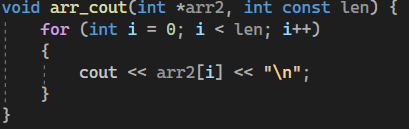 void arr_cout(int *arr2, int const len) {
    for (int i = 0; i < len; i++)
    {
        cout << arr2[i] << "\n";
    }
}